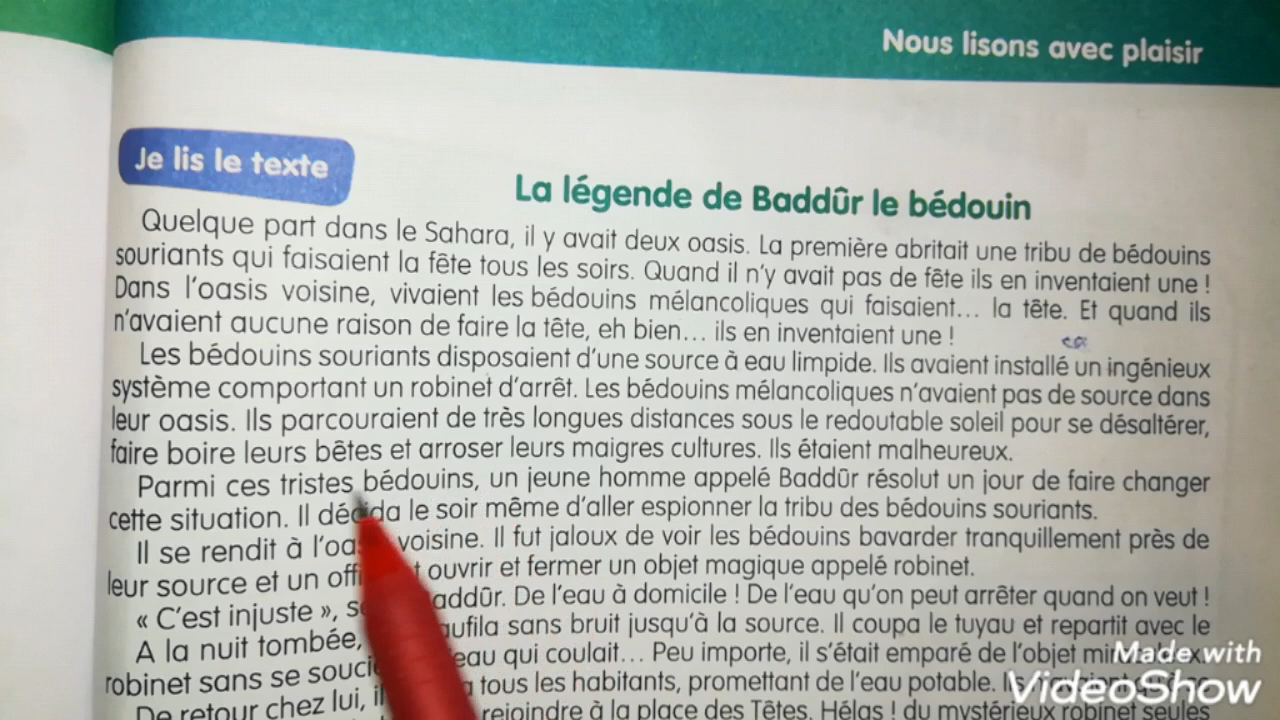 Nous lisons avec plaisir
Je lis le texte
La légende de Baddûr le bédouin
Quelque part dans le Sahara, il y avait deux oasis. La première abritait une tribu de bédouins
souriants qui faisaient la fête tous les soirs. Quand il n'y avait pas de fête ils en inventaient une !
Dans l'oasis voisine, vivaient les bédouins mélancoliques qui faisaient... la tête. Et quand ils
n'avaient aucune raison de faire la tête, eh bien... ils en inventaient une !
Les bédouins souriants disposaient d'une source à eau limpide. Ils avaient installé un ingénieux
système comportant un robinet d'arrêt. Les bédouins mélancoliques n'avaient pas de source dans
leur oasis. Ils parcouraient de très longues distances sous le redoutable soleil pour se désaltérer,
faire boire leurs bêtes et arroser leurs maigres cultures. Ils étaient malheureux.
Parmi ces tristes bédouins, un jeune homme appelé Baddûr résolut un jour de faire changer
cette situation. Il décida le soir même d'aller espionner la tribu des bédouins souriants.
Il se rendit à voisine. Il fut jaloux de voir les bédouins bavarder tranquillement près de
leur source et un ouvrir et fermer un objet magique appelé robinet.
« C'est injuste », Baddûr. De l'eau à domicile ! De l'eau qu'on peut arrêter quand on veut !
A la nuit tombée, sans bruit jusqu'à la source. Il coupa le tuyau et repartit avec le
robinet sans se qui coulait... Peu importe, il s'était emparé de l'objet
De retour chez lui, tous les habitants, promettant de l'eau potable.
rejoindre à la place des Têtes. Hélas ! du mystérieux robinet seules
Made with
VideoShow